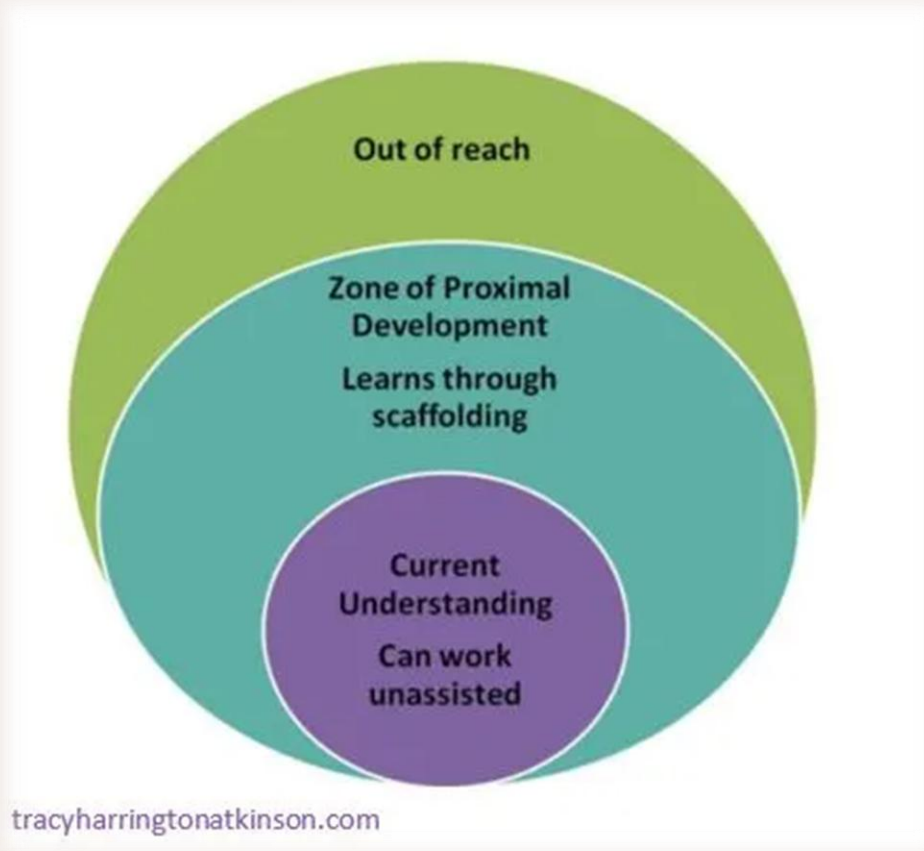 Out of reach
Zone of Proximal
Development
Learns through
scaffolding
Current
Understanding
Can work
unassisted
tracyharringtonatkinson.com